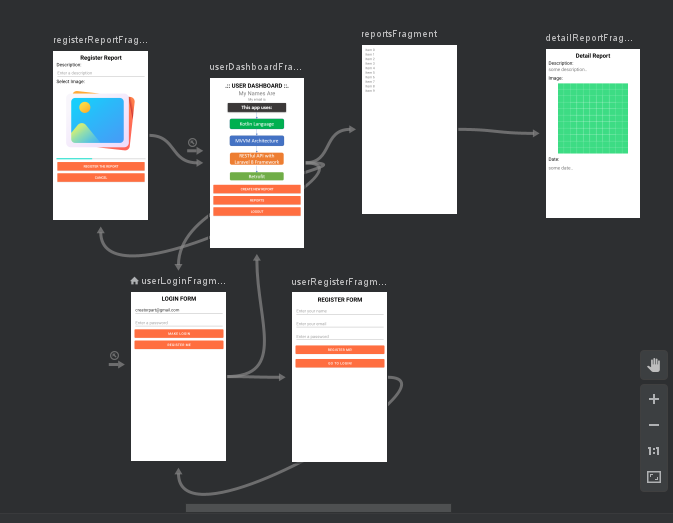 registerReportFrag...
Register Report
Description:
Enter a description
Select Image:
REGISTER NEW REPORT
CANCEL
userDashboardFra...
.:: USER DASHBOARD ::.
My Names Are
My email is
This app uses:
Kotlin Language
MVVM Architecture
RESTful API with
Laravel 8 Framework
Retrofit
CREATE NEW REPORT
REPORTS
LOGOUT
reportsFragment
Item 0
Item 1
Item 2
Item 3
Item 4
Item 5
Item 6
Item 7
Item 8
Item 9
detailReportFrag...
Detail Report
Description:
some description..
Image:
Date:
some date..
userLoginFragm...
LOGIN FORM
Enter a password
MAKE LOGIN
REGISTER ME
userRegisterFragm...
REGISTER FORM
Enter your name
Enter your email
Enter a password
REGISTER ME!
GO TO LOGIN
1:1